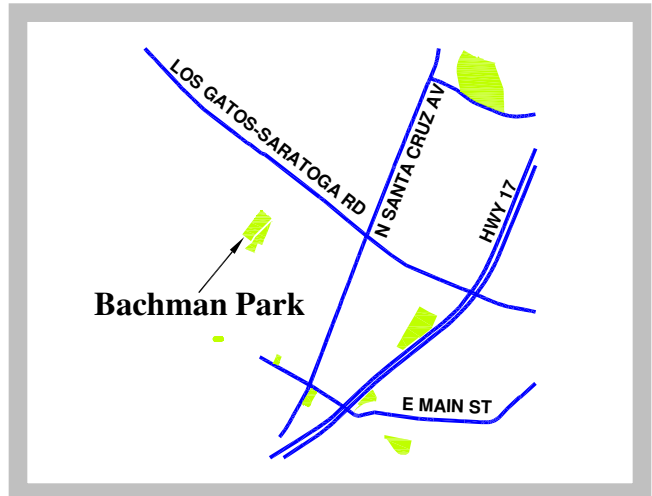 LOS GATOS-SARATOGA RD
N SANTA CRUZ AV
HWY 17
Bachman Park
E MAIN ST